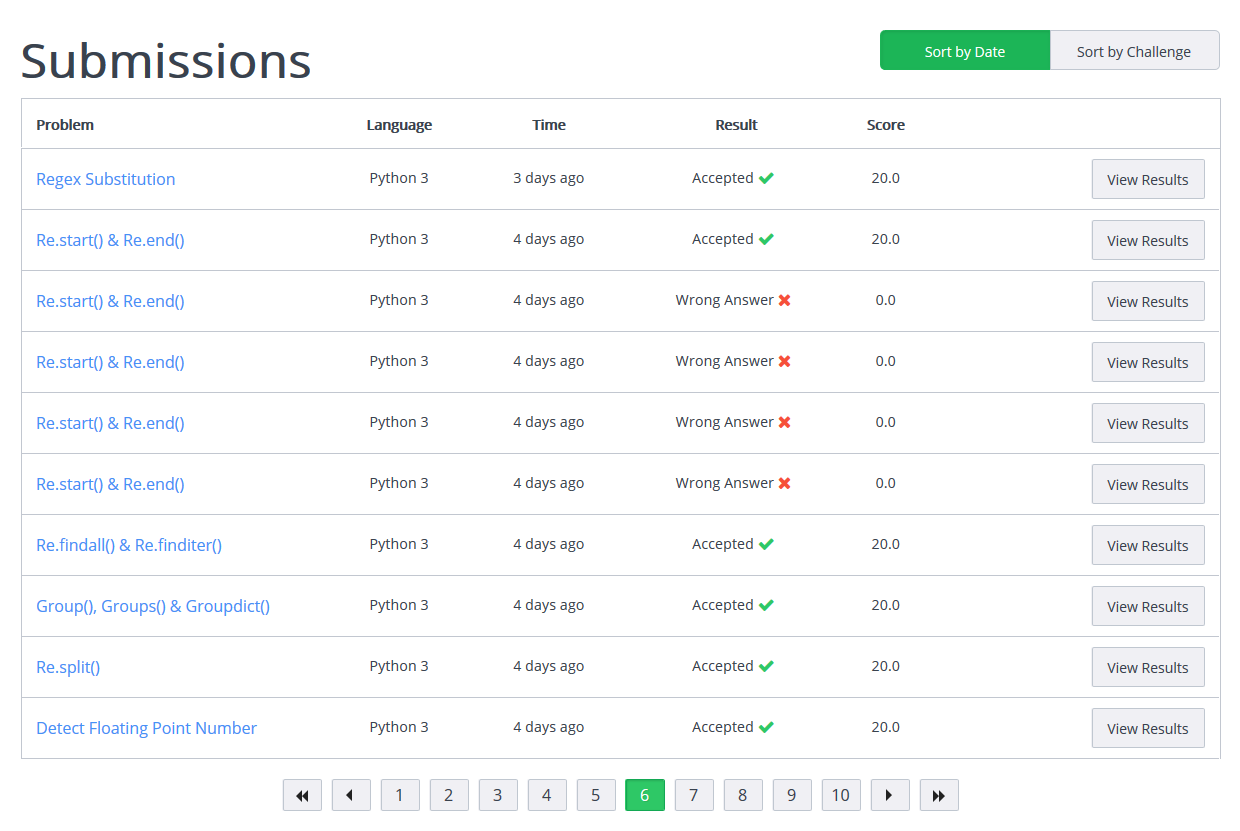 Submissions
Sort by Date Sort by Challenge
Problem Language Time Result Score
Regex Substitution Python 3 3 days ago Accepted 20.0 View Results
Re.start() & Re.end() Python 3 4 days ago Accepted 20.0 View Results
Re.start() & Re.end() Python 3 4 days ago Wrong Answer 0.0 View Results
Re.start() & Re.end() Python 3 4 days ago Wrong Answer 0.0 View Results
Re.start() & Re.end() Python 3 4 days ago Wrong Answer 0.0 View Results
Re.start() & Re.end() Python 3 4 days ago Wrong Answer 0.0 View Results
Re.findall() & Re.finditer() Python 3 4 days ago Accepted 20.0 View Results
Group(), Groups() & Groupdict() Python 3 4 days ago Accepted 20.0 View Results
Re.split() Python 3 4 days ago Accepted 20.0 View Results
Detect Floating Point Number Python 3 4 days ago Accepted 20.0 View Results
1 2 3 4 5 6 7 8 9 10